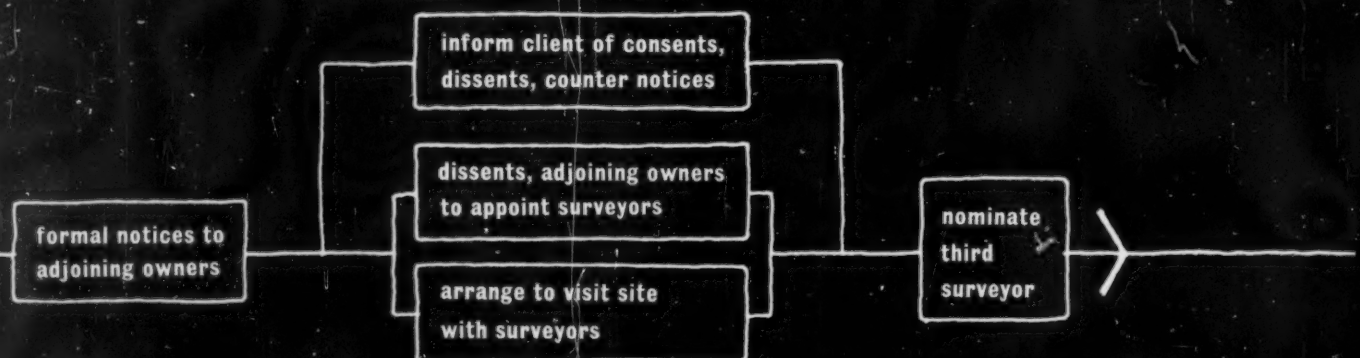 formal notices to
adjoining owners
inform client of consents,
dissents, counter notices
dissents, adjoining owners
to appoint surveyors
arrange to visit site
with surveyors
nominate
third
surveyor